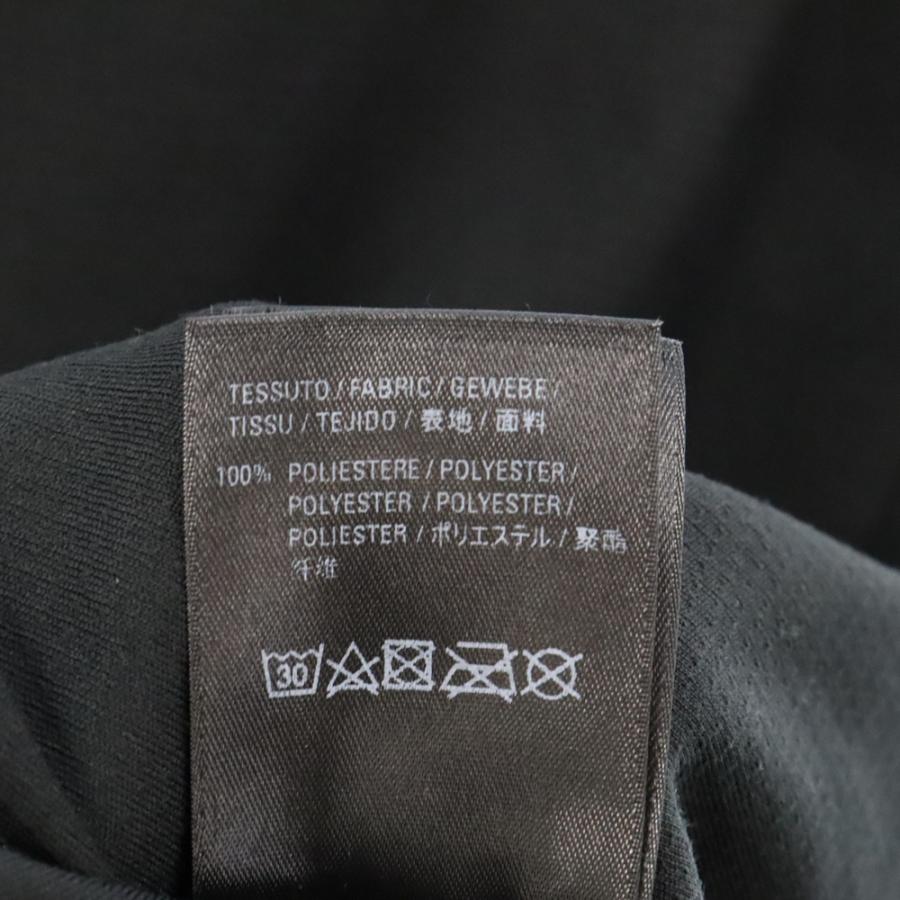 TESSUTO / FABRIC / GEWEBE /
TISSU / TEJIDO / 表地 / 面料
100% POLIESTERE / POLYESTER /
POLYESTER / POLYESTER /
POLIESTER / ポリエステル / 聚酯
纤维
30